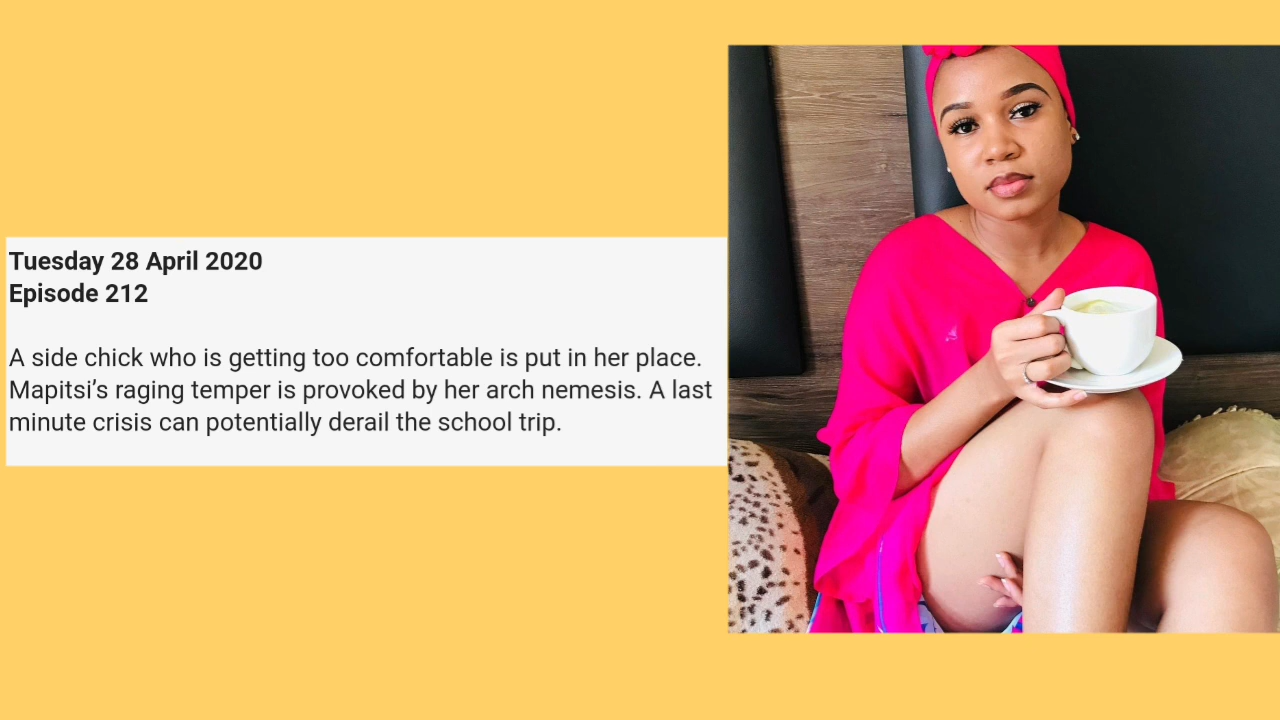 Tuesday 28 April 2020
Episode 212
A side chick who is getting too comfortable is put in her place.
Mapitsi’s raging temper is provoked by her arch nemesis. A last
minute crisis can potentially derail the school trip.